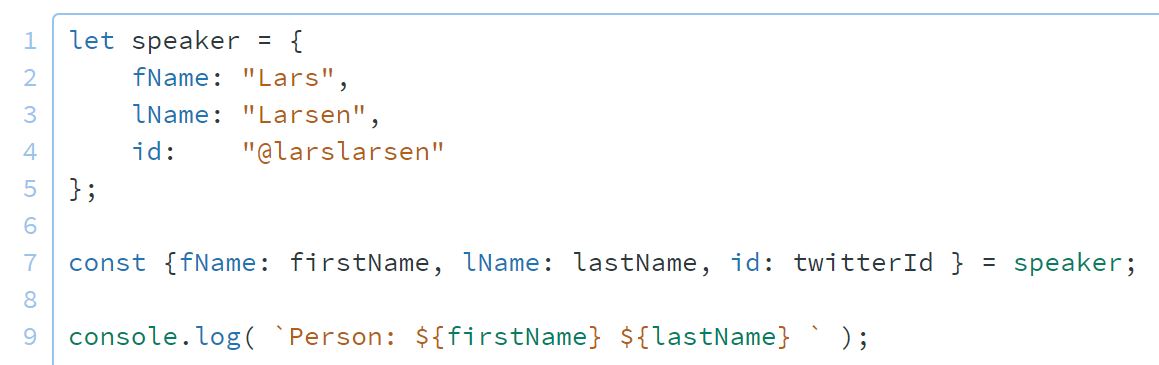 1 let speaker = {
2     fName: "Lars",
3     lName: "Larsen",
4     id:    "@larslarsen"
5 };
6
7 const {fName: firstName, lName: lastName, id: twitterId } = speaker;
8
9 console.log( `Person: ${firstName} ${lastName} ` );